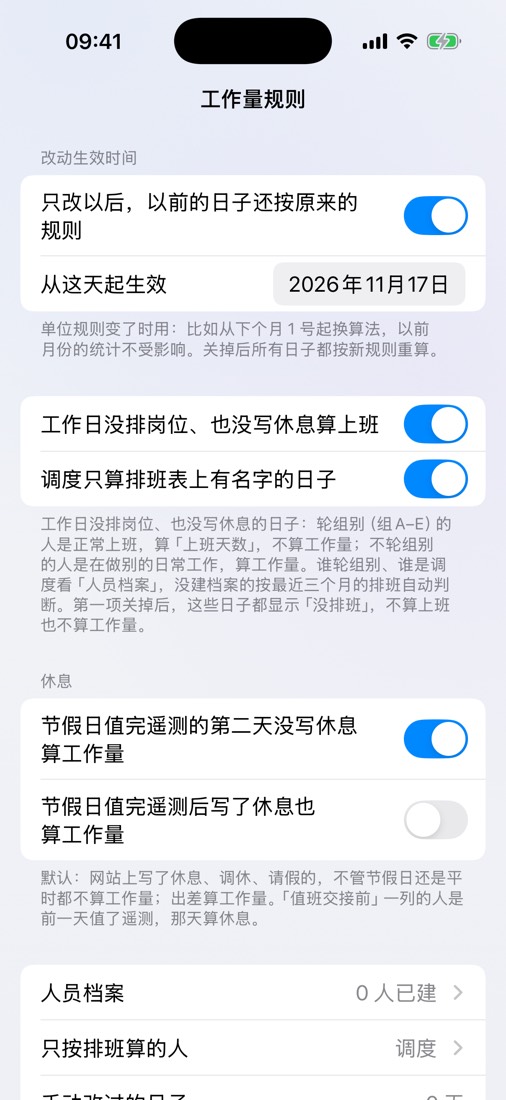 09:41
工作量规则
改动生效时间
只改以后，以前的日子还按原来的
规则
从这天起生效
2026年11月17日
单位规则变了时用：比如从下个月 1 号起换算法，以前
月份的统计不受影响。关掉后所有日子都按新规则重算。
工作日没排岗位、也没写休息算上班
调度只算排班表上有名字的日子
工作日没排岗位、也没写休息的日子：轮组别（组 A–E）的
人是正常上班，算「上班天数」，不算工作量；不轮组别
的人是在做别的日常工作，算工作量。谁轮组别、谁是调
度看「人员档案」，没建档案的按最近三个月的排班自动判
断。第一项关掉后，这些日子都显示「没排班」，不算上班
也不算工作量。
休息
节假日值完遥测的第二天没写休息
算工作量
节假日值完遥测后写了休息也
算工作量
默认：网站上写了休息、调休、请假的，不管节假日还是平
时都不算工作量；出差算工作量。「值班交接前」一列的人是
前一天值了遥测，那天算休息。
人员档案
0 人已建
只按排班算的人
调度